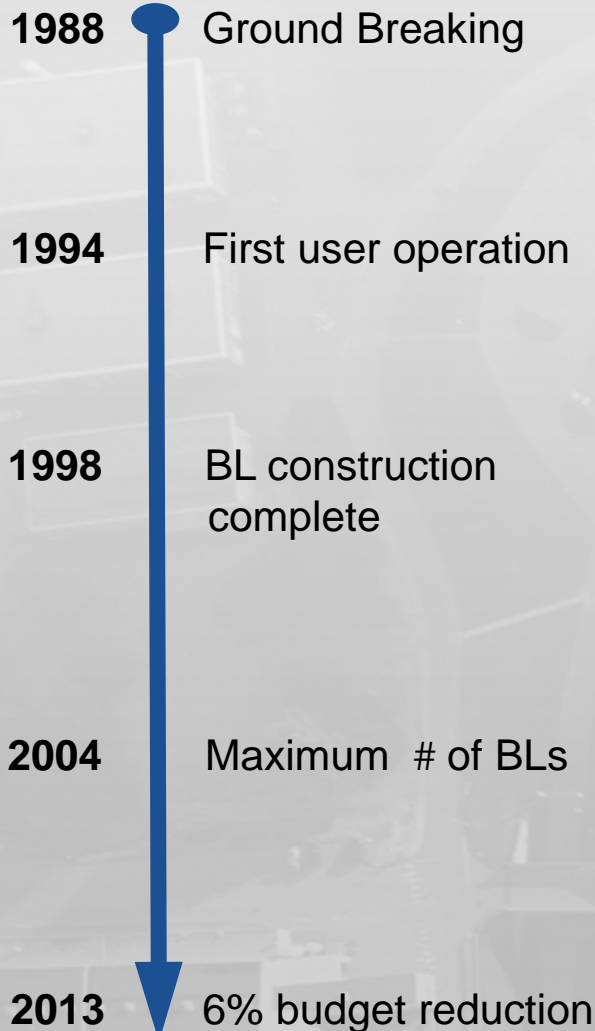 1988 Ground Breaking
1994 First user operation
1998 BL construction
complete
2004 Maximum # of BLs
2013 6% budget reduction